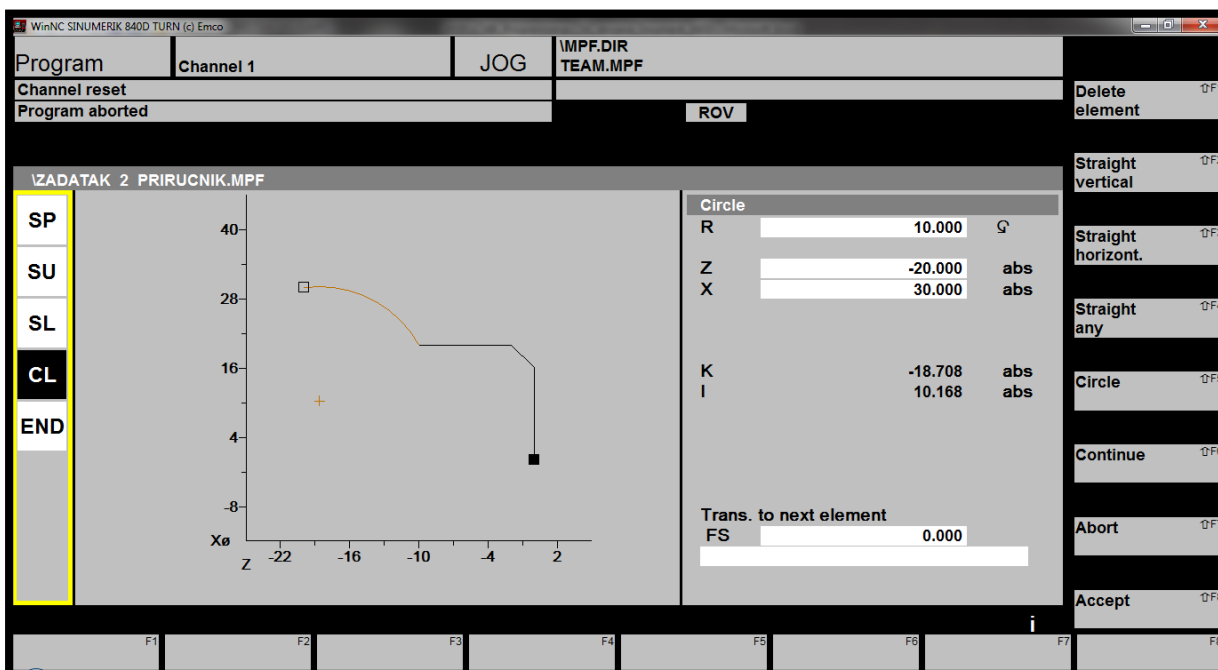 WinNC SINUMERIK 840D TURN (c) Emco
Program
Channel 1
JOG
\MPF.DIR
TEAM.MPF
Channel reset
Program aborted
ROV
\ZADATAK 2 PRIRUCNIK.MPF
SP
SU
SL
CL
END
40
28
16
4
-8
Xø
Z
-22 -16 -10 -4 2
Circle
R 10.000
Z -20.000 abs
X 30.000 abs
K -18.708 abs
I 10.168 abs
Trans. to next element
FS 0.000
i
Delete
element
Straight
vertical
Straight
horizont.
Straight
any
Circle
Continue
Abort
Accept
F1 F2 F3 F4 F5 F6 F7